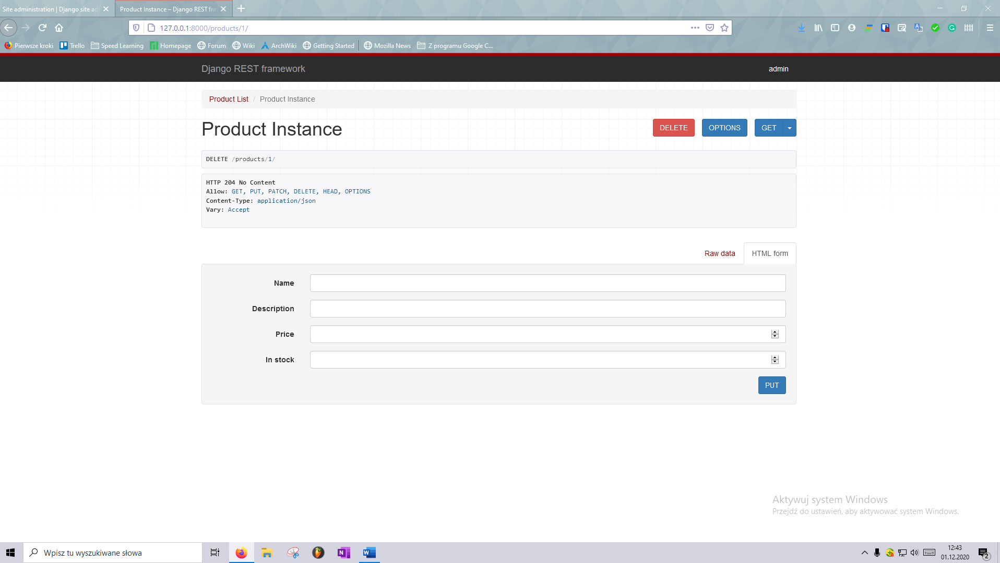 Site administration | Django site ad
Product Instance – Django REST fra
127.0.0.1:8000/products/1/
Pierwsze kroki
Trello
Speed Learning
Homepage
Forum
Wiki
ArchWiki
Getting Started
Mozilla News
Z programu Google C...
Django REST framework
admin
Product List / Product Instance
Product Instance
DELETE
OPTIONS
GET
DELETE /products/1/
HTTP 204 No Content
Allow: GET, PUT, PATCH, DELETE, HEAD, OPTIONS
Content-Type: application/json
Vary: Accept
Raw data
HTML form
Name
Description
Price
In stock
PUT
Aktywuj system Windows
Przejdź do ustawień, aby aktywować system Windows.
Wpisz tu wyszukiwane słowa
12:43
01.12.2020
2